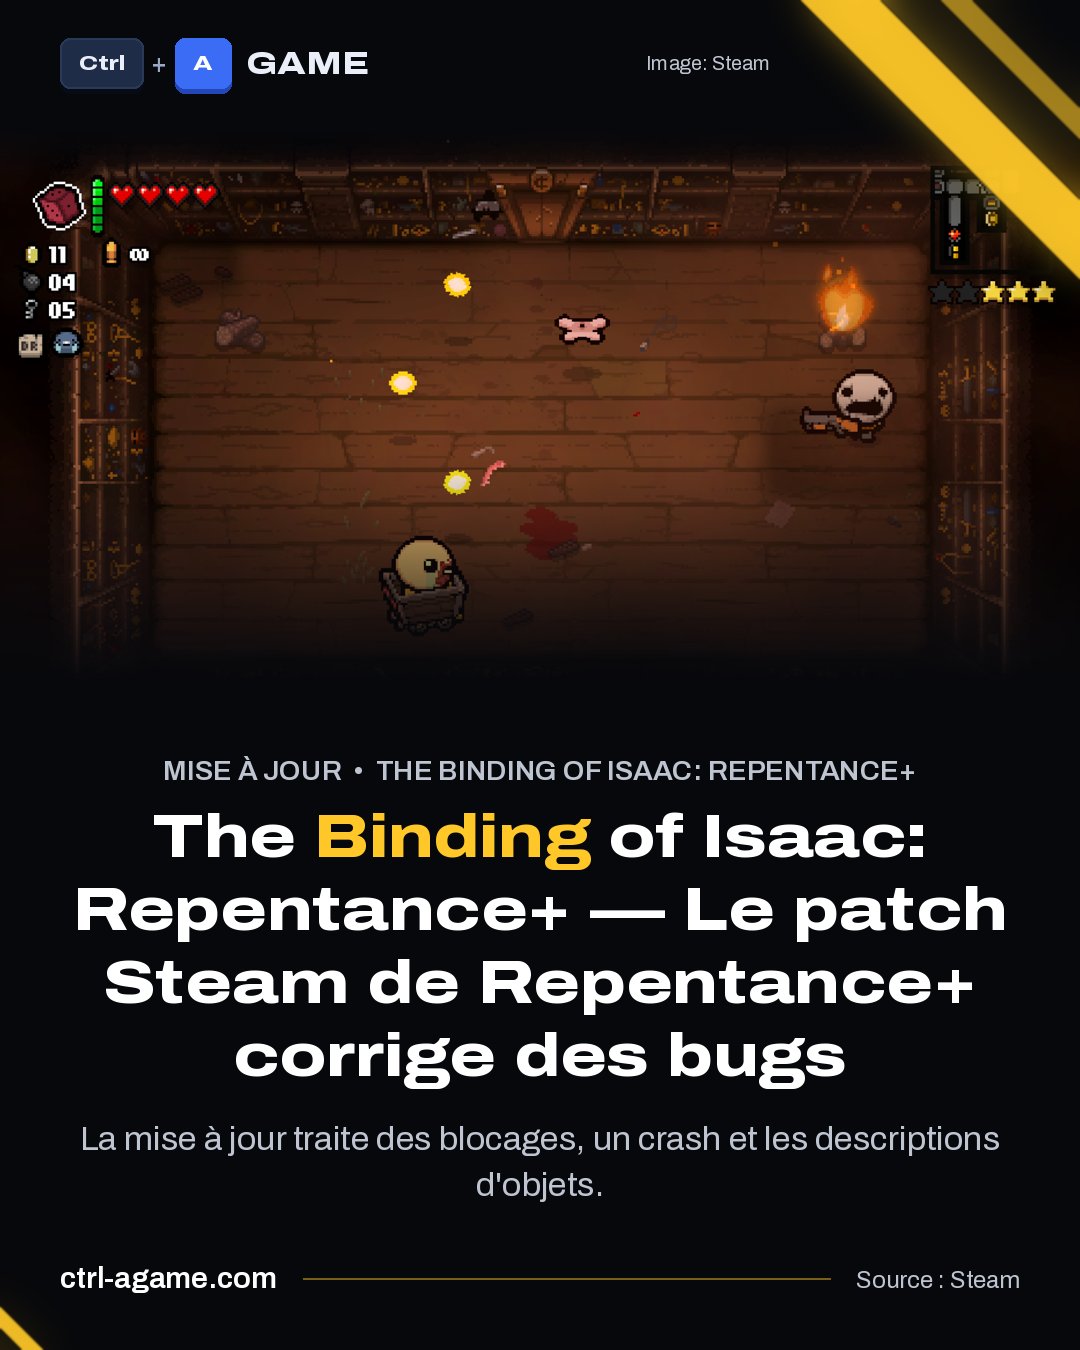 Ctrl + A GAME
Image: Steam
11
∞
04
05
DR
MISE À JOUR • THE BINDING OF ISAAC: REPENTANCE+
The Binding of Isaac:
Repentance+ — Le patch
Steam de Repentance+
corrige des bugs
La mise à jour traite des blocages, un crash et les descriptions
d'objets.
ctrl-agame.com
Source : Steam